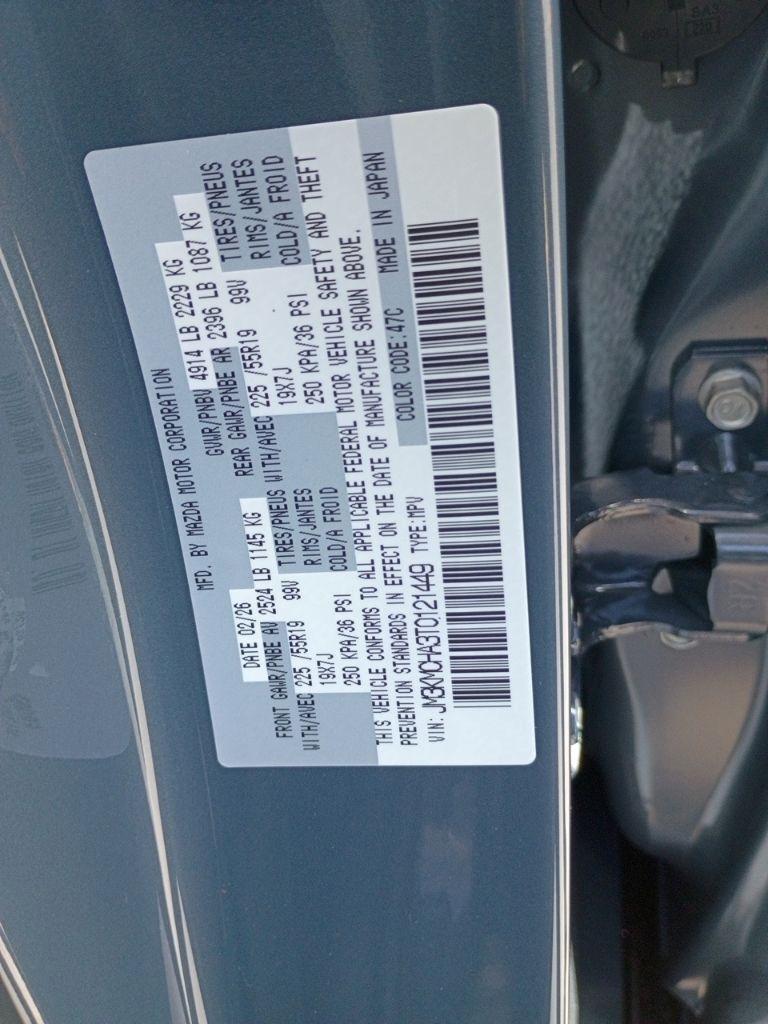 MFD. BY MAZDA MOTOR CORPORATION
DATE 02/26 GVWR/PNBV 4914 LB 2229 KG
FRONT GAWR/PNBE AV 2524 LB 1145 KG REAR GAWR/PNBE AR 2396 LB 1087 KG
WITH/AVEC 225 /55R19 99V TIRES/PNEUS WITH/AVEC 225 /55R19 99V TIRES/PNEUS
19X7J RIMS/JANTES 19X7J RIMS/JANTES
250 KPA/36 PSI COLD/A FROID 250 KPA/36 PSI COLD/A FROID
THIS VEHICLE CONFORMS TO ALL APPLICABLE FEDERAL MOTOR VEHICLE SAFETY AND THEFT
PREVENTION STANDARDS IN EFFECT ON THE DATE OF MANUFACTURE SHOWN ABOVE.
VIN: JM3KMDHA3T0121449 TYPE:MPV COLOR CODE:47C MADE IN JAPAN